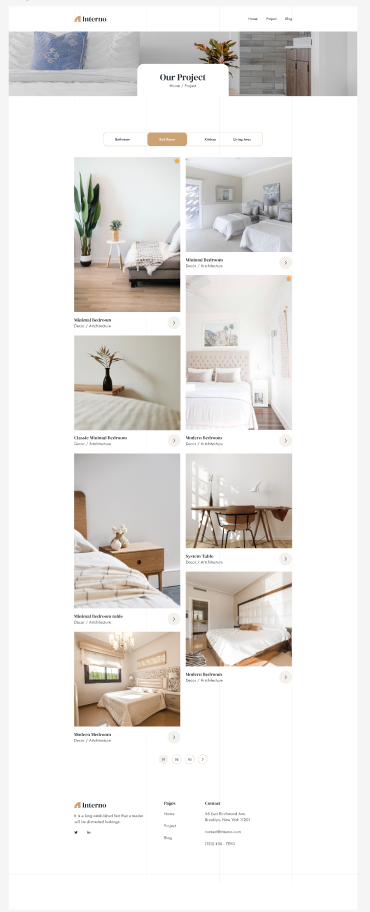 Interno
Home Project Blog
Our Project
Home / Project
Bathroom Bed Room Kitchen Living Area
Minimal Bedroom
Decor / Architecture
Minimal Bedroom
Decor / Architecture
Classic Minimal Bedroom
Decor / Architecture
Modern Bedroom
Decor / Architecture
Minimal Bedroom table
Decor / Architecture
System Table
Decor / Architecture
Modern Bedroom
Decor / Architecture
Modern Bedroom
Decor / Architecture
01 02 03
Interno
It is a long established fact that a reader
will be distracted lookings.
Pages
Home
Project
Blog
Contact
55 East Birchwood Ave.
Brooklyn, New York 11201
contact@interno.com
(123) 456 - 7890